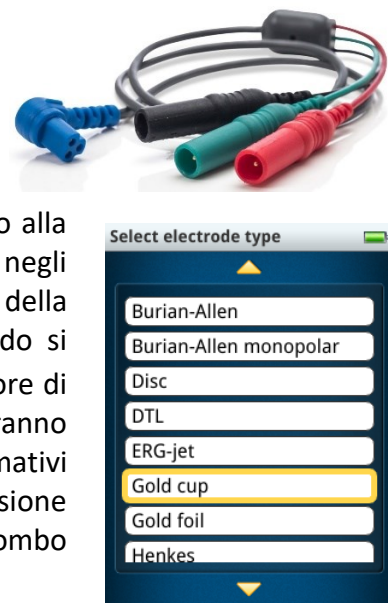 o alla
negli
della
do si
ore di
ranno
mativi
sione
ombo
Select electrode type
Burian-Allen
Burian-Allen monopolar
Disc
DTL
ERG-jet
Gold cup
Gold foil
Henkes